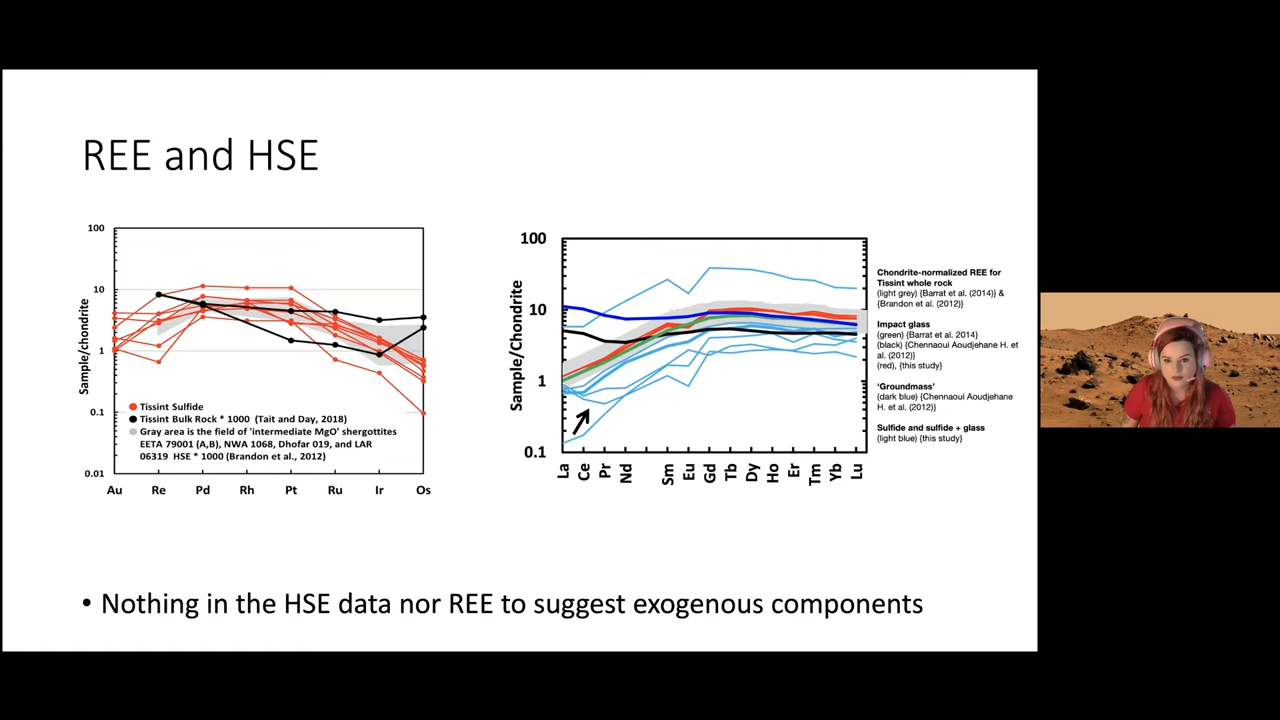 REE and HSE
100
10
1
0.1
0.01
Sample/chondrite
Tissint Sulfide
Tissint Bulk Rock * 1000 (Tait and Day, 2018)
Gray area is the field of 'intermediate MgO' shergottites
EETA 79001 (A,B), NWA 1068, Dhofar 019, and LAR
06319 HSE * 1000 (Brandon et al., 2012)
Au Re Pd Rh Pt Ru Ir Os
100
10
1
0.1
Sample/chondrite
La Ce Pr Nd Sm Eu Gd Tb Dy Ho Er Tm Yb Lu
Chondrite-normalized REE for
Tissint whole rock
(light grey) {Barrat et al. (2014)} &
{Brandon et al. (2012)}
Impact glass
(green) {Barrat et al. 2014)
(black) {Chennaoui Aoudjehane H. et
al. (2012)}
(red), {this study}
‘Groundmass’
(dark blue) {Chennaoui Aoudjehane
H. et al. (2012)}
Sulfide and sulfide + glass
(light blue) {this study}
• Nothing in the HSE data nor REE to suggest exogenous components